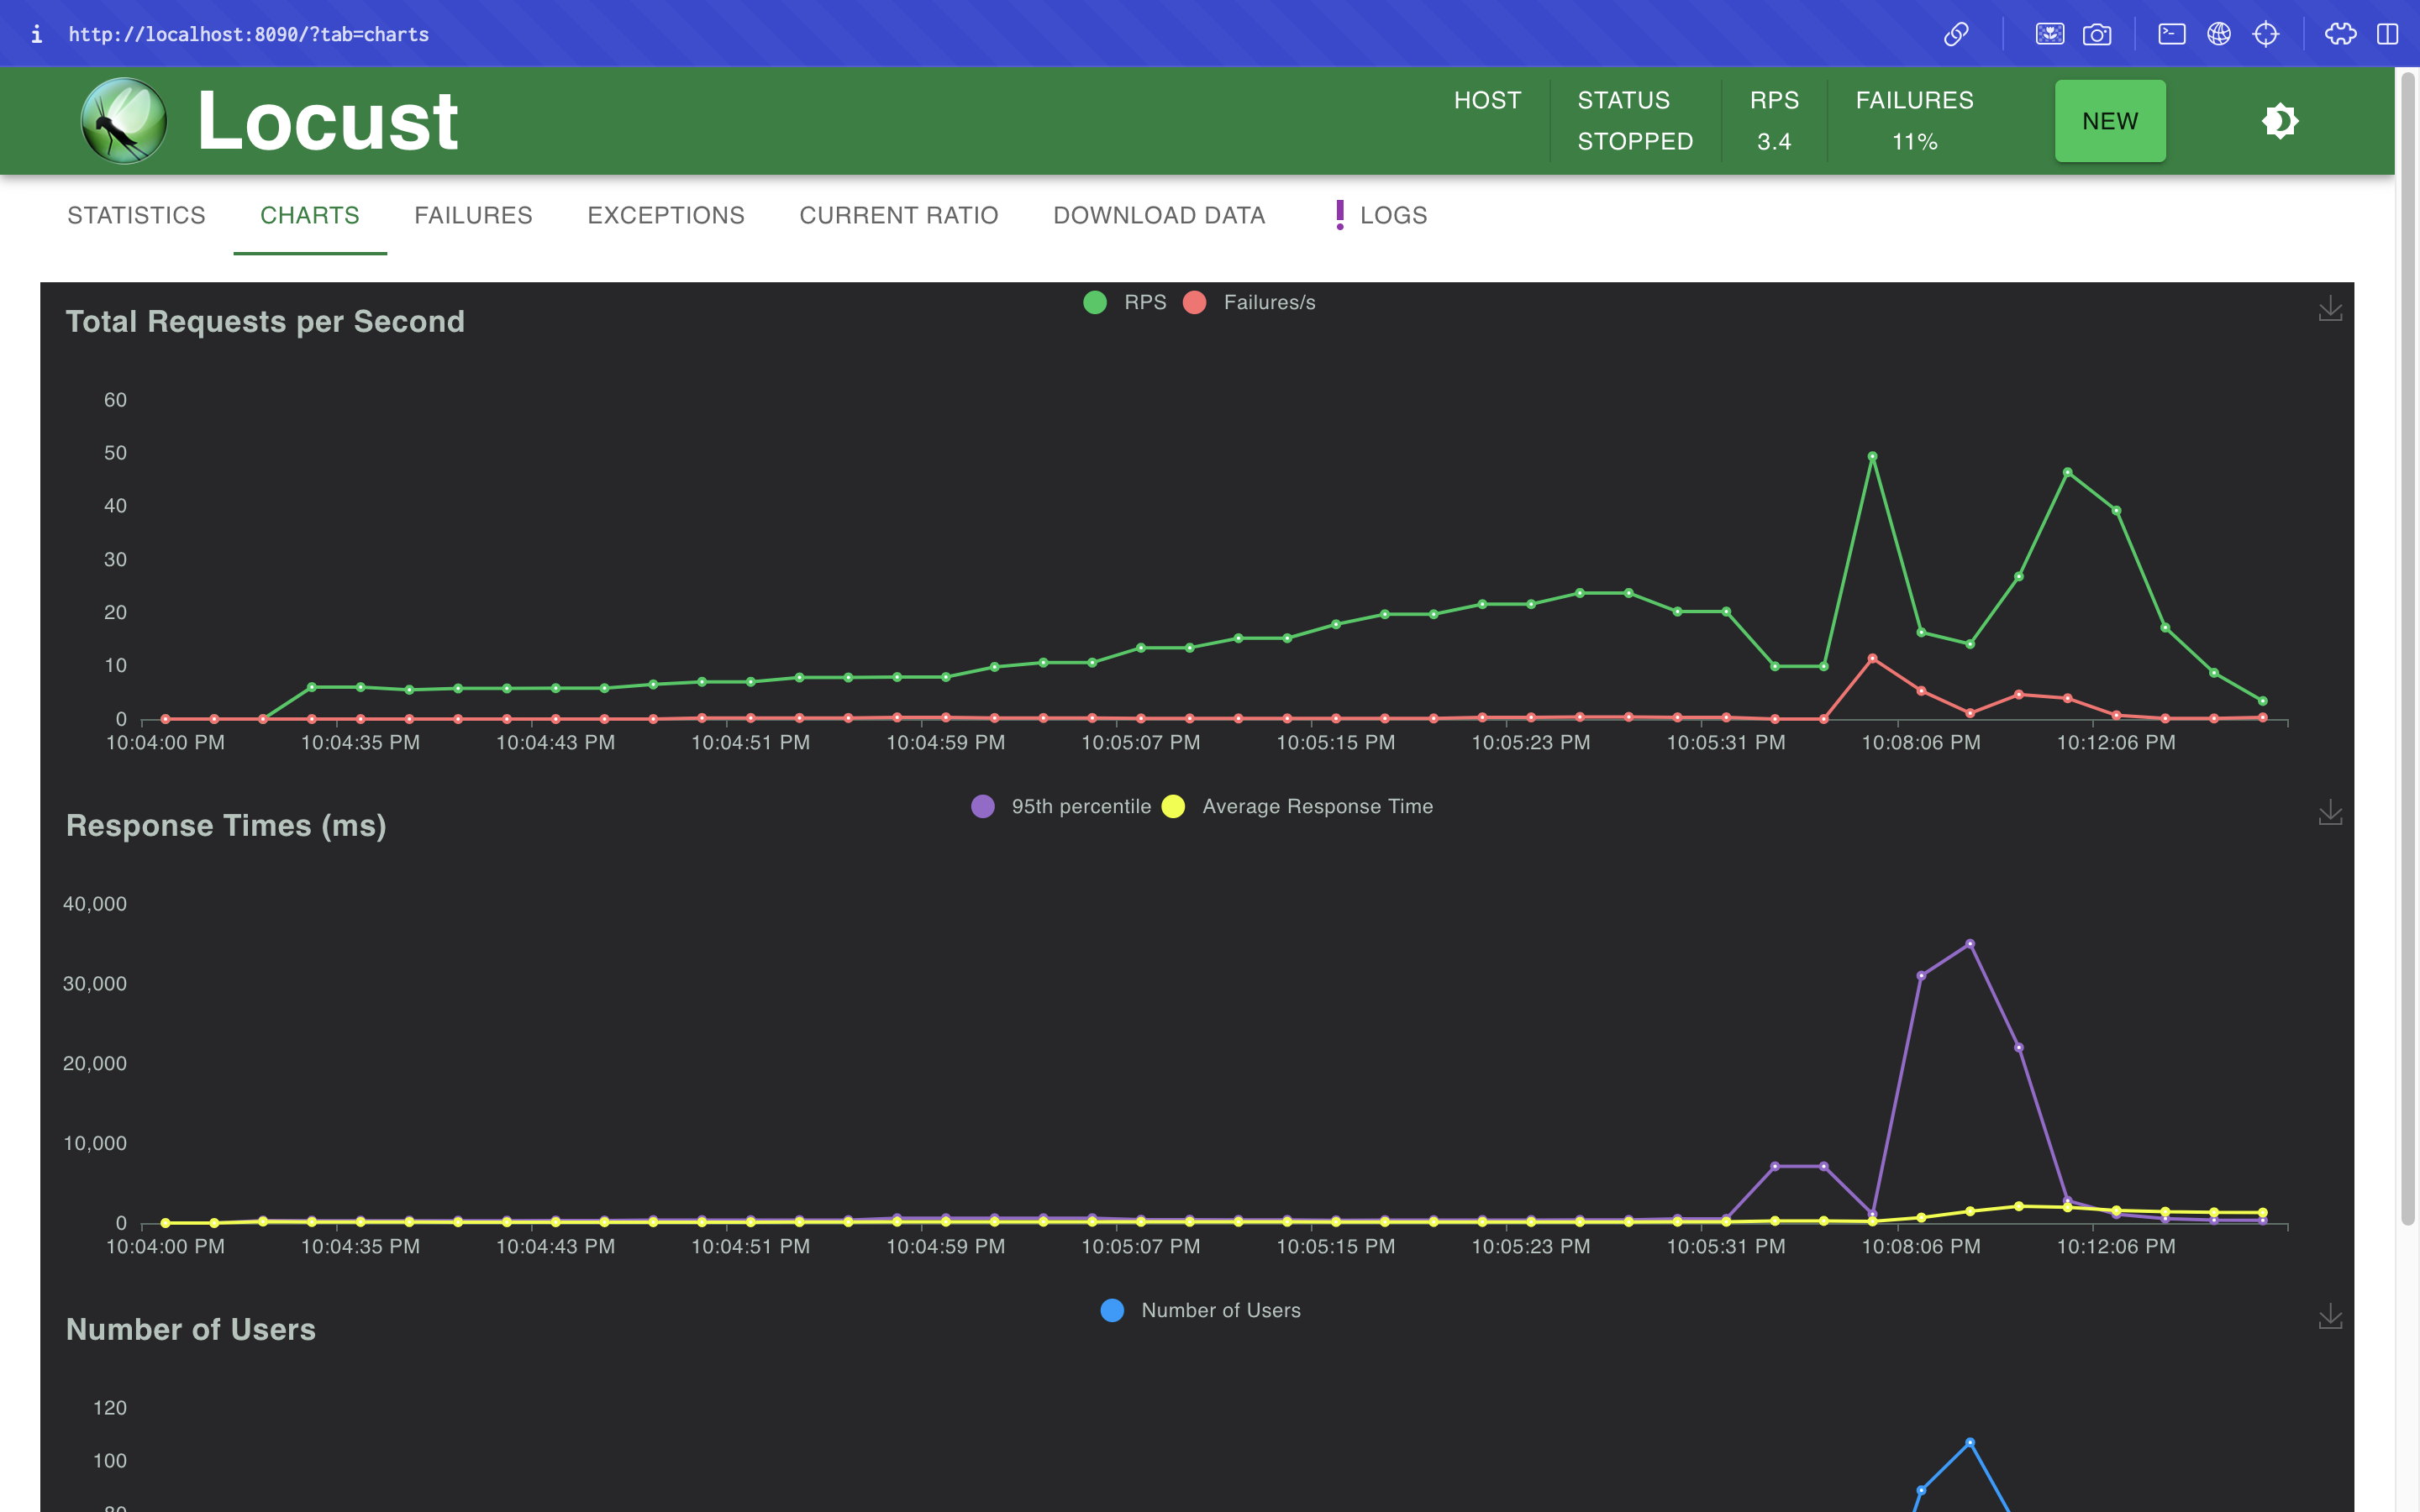 http://localhost:8090/?tab=charts
Locust
HOST
STATUS
STOPPED
RPS
3.4
FAILURES
11%
NEW
STATISTICS CHARTS FAILURES EXCEPTIONS CURRENT RATIO DOWNLOAD DATA LOGS
Total Requests per Second
RPS Failures/s
60
50
40
30
20
10
0
10:04:00 PM 10:04:35 PM 10:04:43 PM 10:04:51 PM 10:04:59 PM 10:05:07 PM 10:05:15 PM 10:05:23 PM 10:05:31 PM 10:08:06 PM 10:12:06 PM
Response Times (ms)
95th percentile Average Response Time
40,000
30,000
20,000
10,000
0
10:04:00 PM 10:04:35 PM 10:04:43 PM 10:04:51 PM 10:04:59 PM 10:05:07 PM 10:05:15 PM 10:05:23 PM 10:05:31 PM 10:08:06 PM 10:12:06 PM
Number of Users
Number of Users
120
100
80